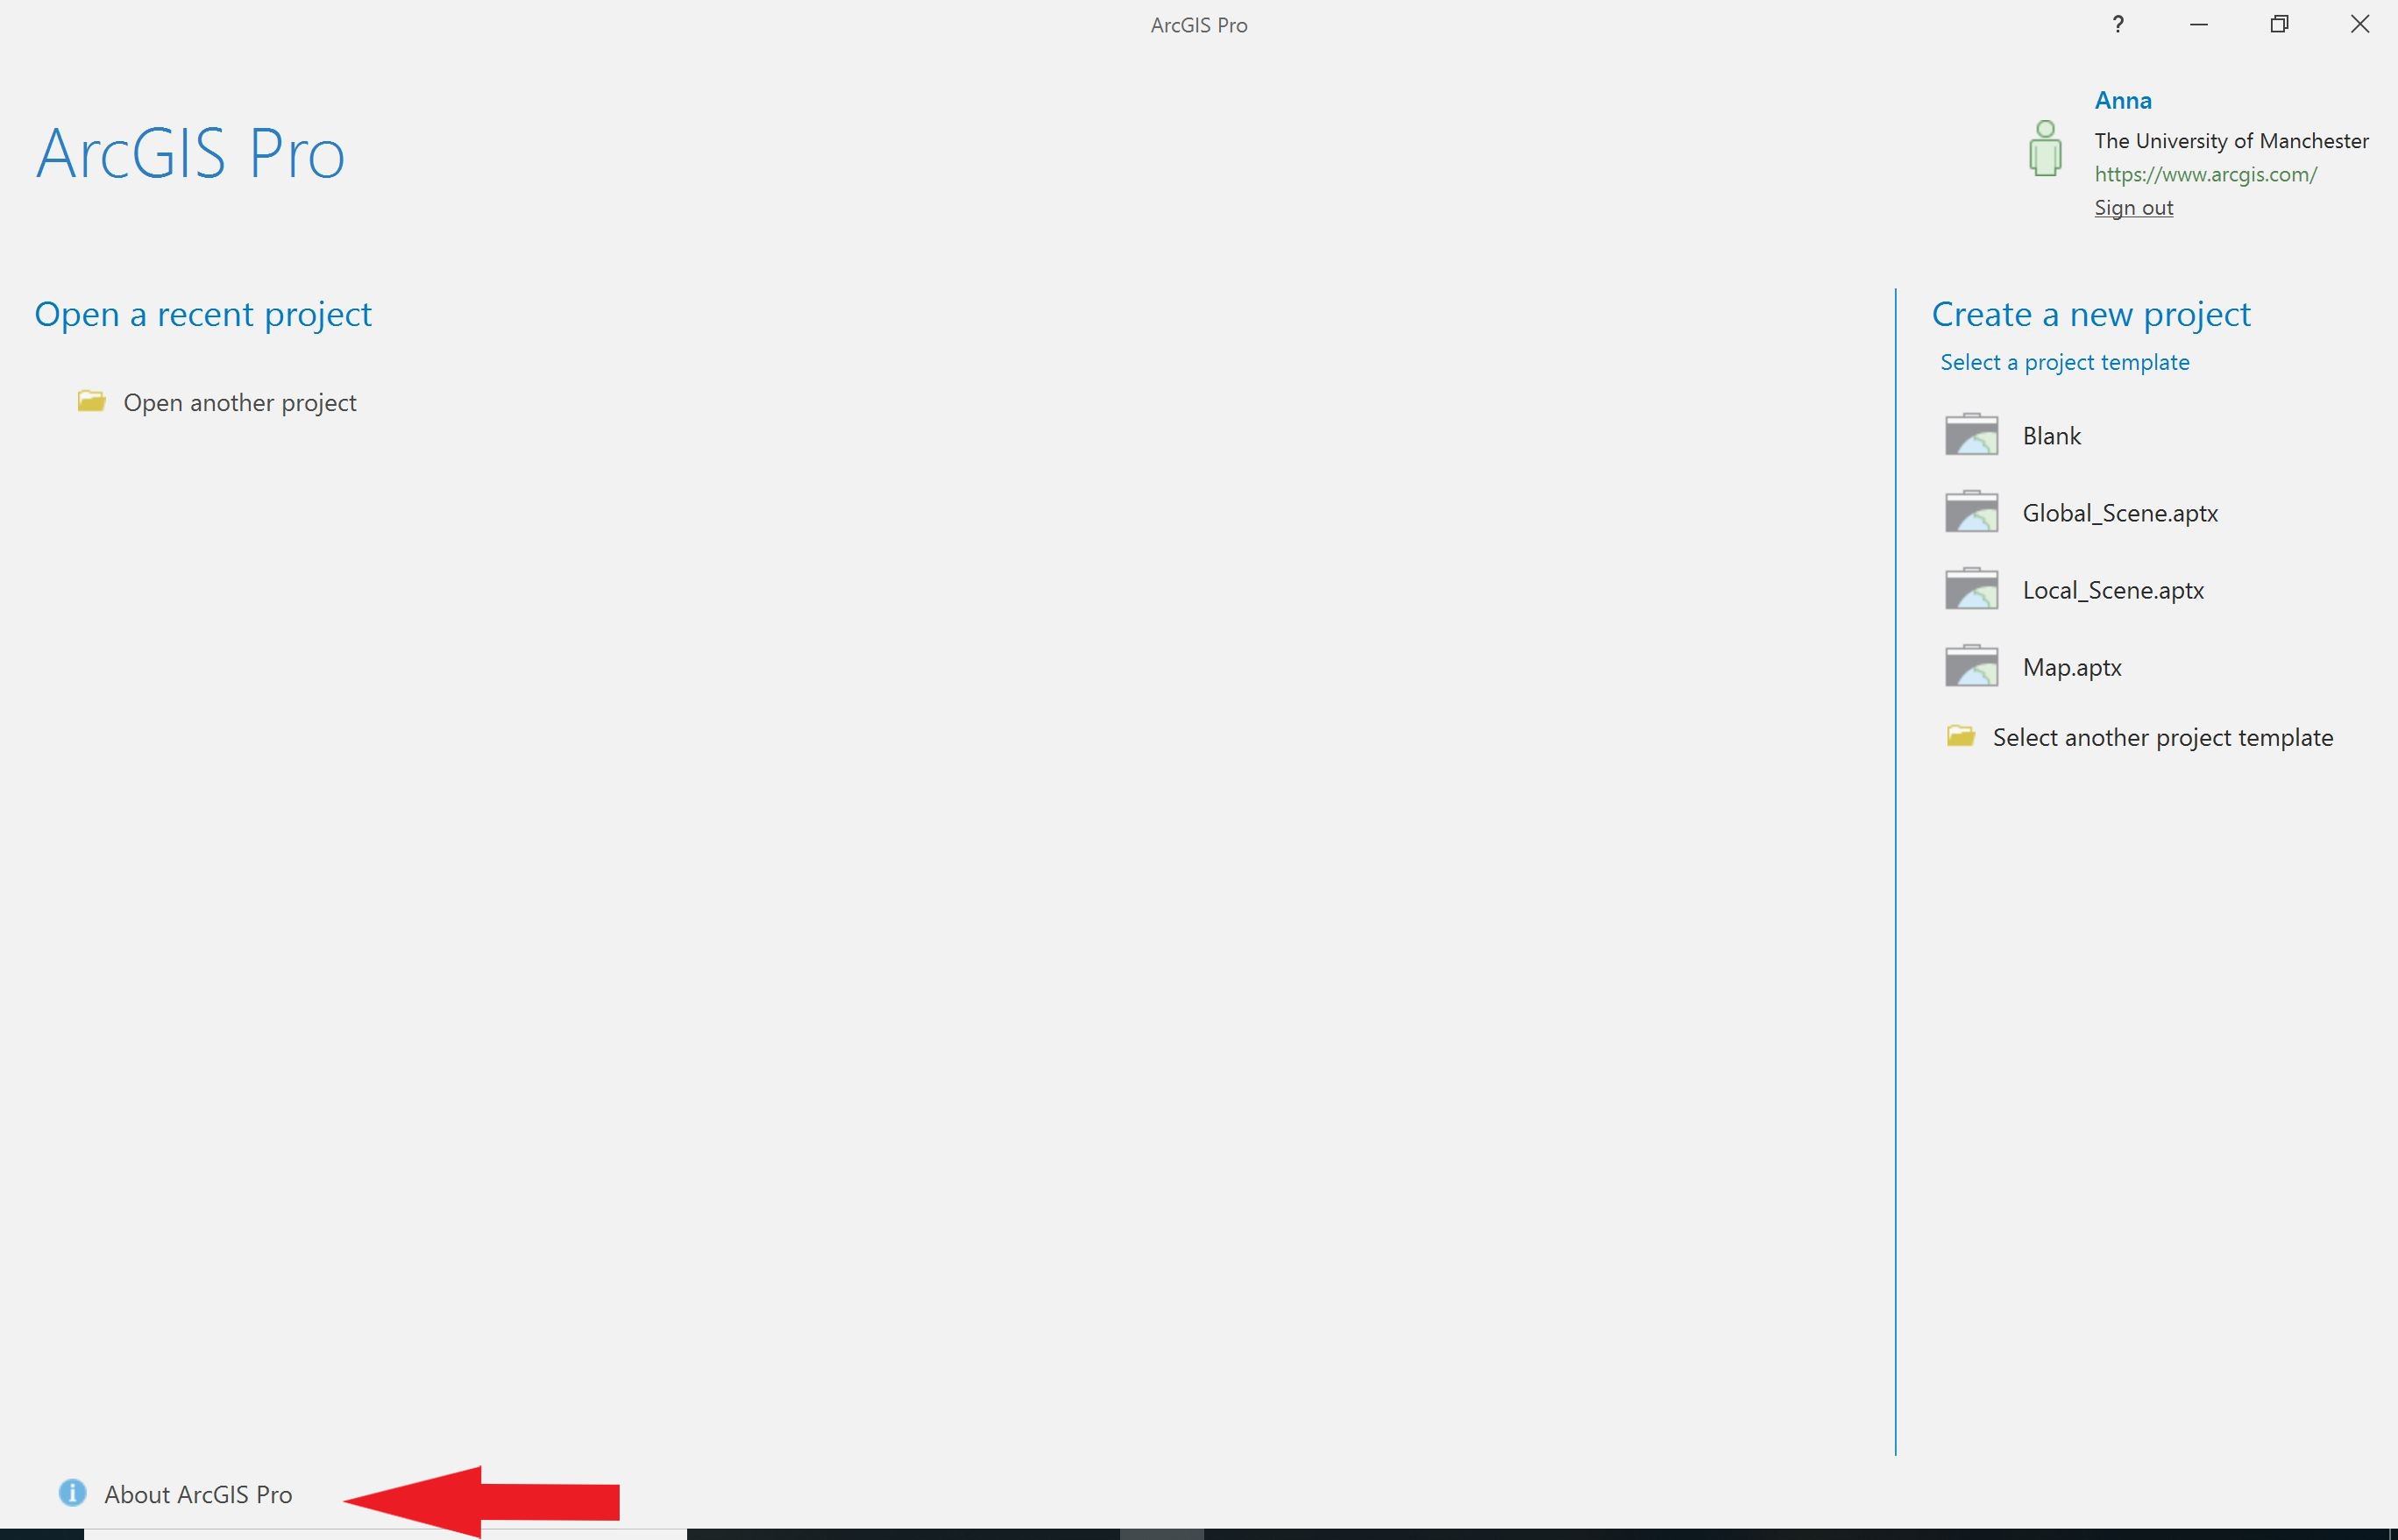 ArcGIS Pro
?
ArcGIS Pro
Anna
The University of Manchester
https://www.arcgis.com/
Sign out
Open a recent project
Open another project
Create a new project
Select a project template
Blank
Global_Scene.aptx
Local_Scene.aptx
Map.aptx
Select another project template
i About ArcGIS Pro